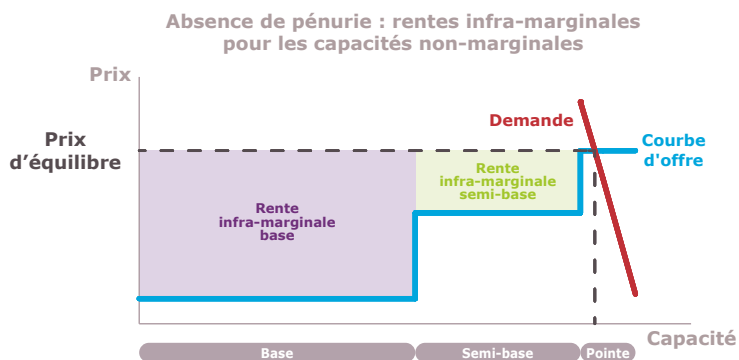 Absence de pénurie : rentes infra-marginales
pour les capacités non-marginales
Prix
Demande
Prix
d'équilibre
Courbe
d'offre
Rente
infra-marginale
semi-base
Rente
infra-marginale
base
Capacité
Base
Semi-base
Pointe